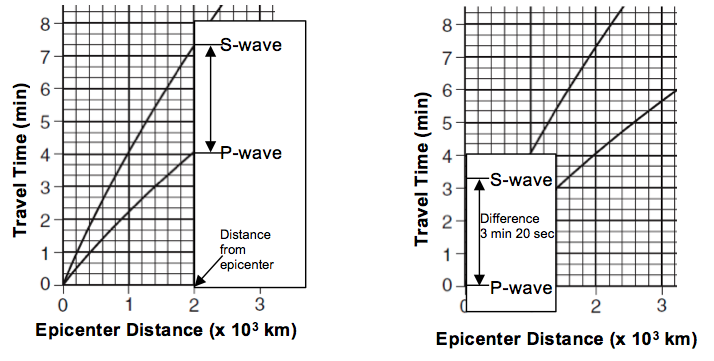 8
7
6
5
4
3
2
1
0
Travel Time (min)
S-wave
P-wave
Distance
from
epicenter
0 1 2 3
Epicenter Distance (x 10³ km)
8
7
6
5
4
3
2
1
0
Travel Time (min)
S-wave
Difference
3 min 20 sec
P-wave
2 3
Epicenter Distance (x 10³ km)